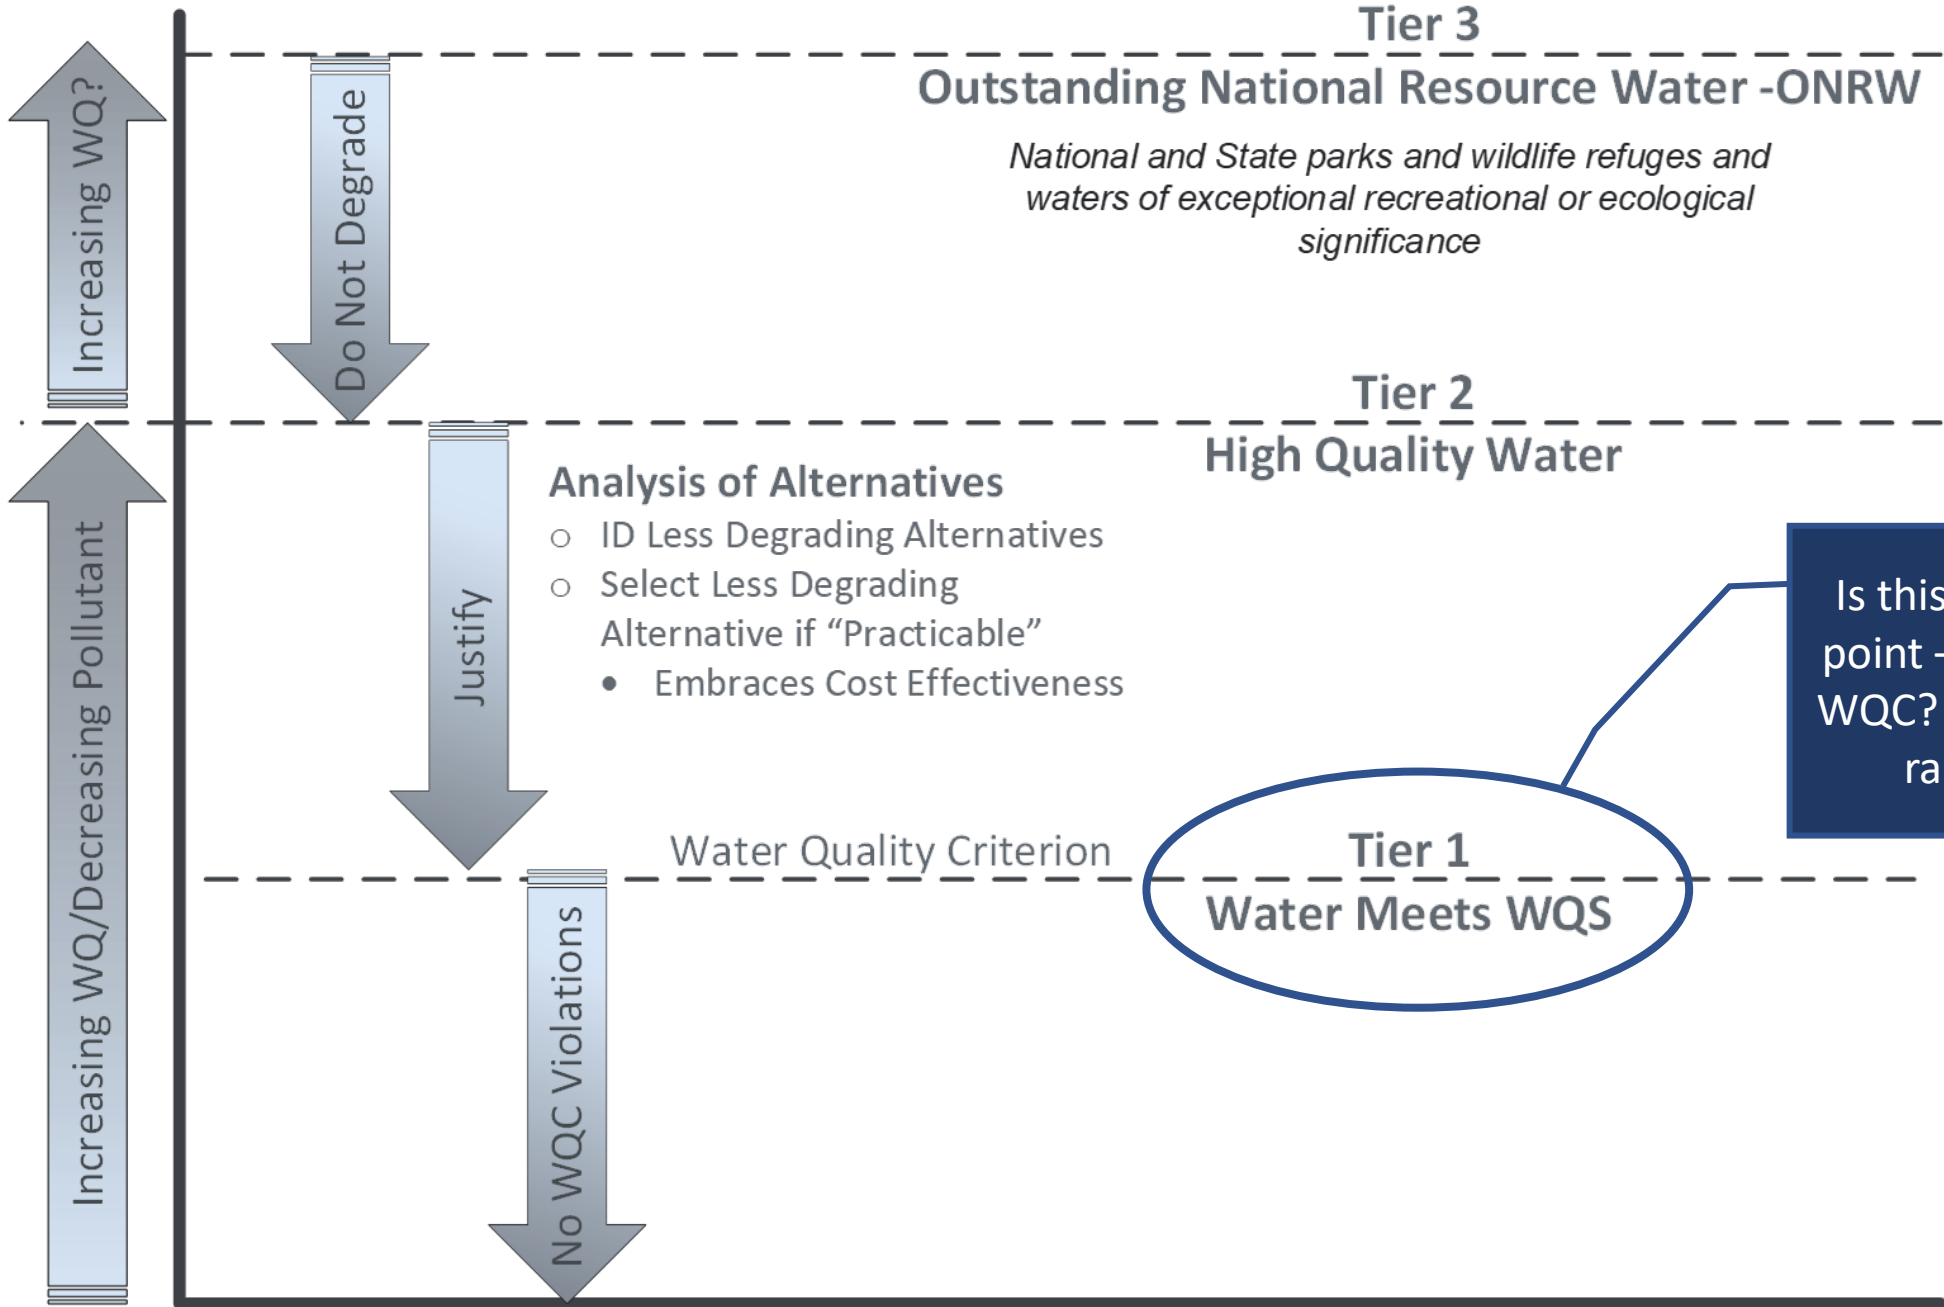 Tier 3
Outstanding National Resource Water -ONRW
National and State parks and wildlife refuges and
waters of exceptional recreational or ecological
significance
Increasing WQ?
Do Not Degrade
Tier 2
High Quality Water
Analysis of Alternatives
○ ID Less Degrading Alternatives
○ Select Less Degrading
Alternative if “Practicable”
• Embraces Cost Effectiveness
Justify
Increasing WQ/Decreasing Pollutant
Is this
point -
WQC?
Water Quality Criterion
Tier 1
Water Meets WQS
No WQC Violations